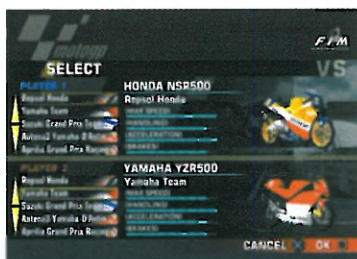 motogp
FIM
SELECT
VS
PLAYER 1
Repsol Honda
Yamaha Team
Suzuki Grand Prix Team
Antena3 Yamaha D'Antin
Aprilia Grand Prix Racing
HONDA NSR500
Repsol Honda
(MAX SPEED)
(HANDLING)
(ACCELERATION)
(BRAKES)
PLAYER 2
Repsol Honda
Yamaha Team
Suzuki Grand Prix Team
Antena3 Yamaha D'Antin
Aprilia Grand Prix Racing
YAMAHA YZR500
Yamaha Team
(MAX SPEED)
(HANDLING)
(ACCELERATION)
(BRAKES)
CANCEL OK